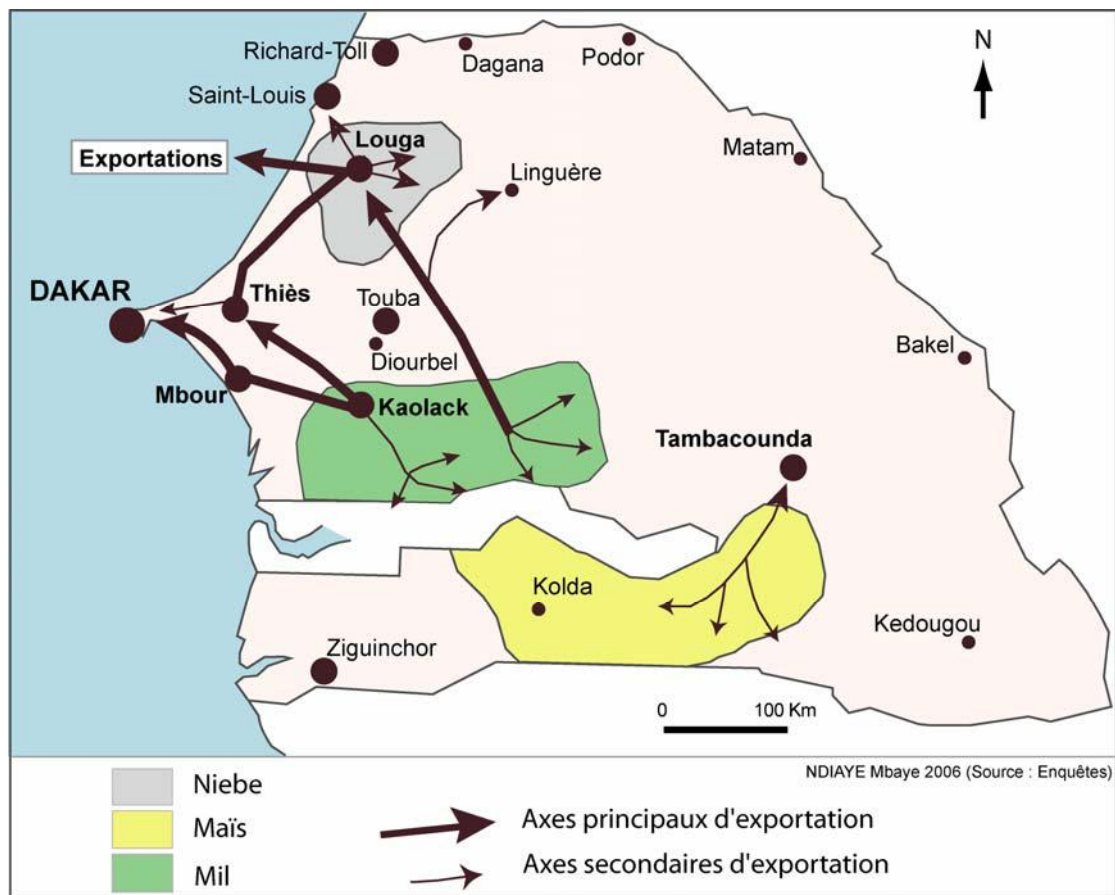 Richard-Toll
Dagana
Podor
N
Saint-Louis
Louga
Exportations
Matam
Linguère
DAKAR
Thiès
Touba
Diourbel
Bakel
Mbour
Kaolack
Tambacounda
Kolda
Kedougou
Ziguinchor
0 100 Km
NDIAYE Mbaye 2006 (Source : Enquêtes)
Niebe
Maïs
Mil
Axes principaux d'exportation
Axes secondaires d'exportation